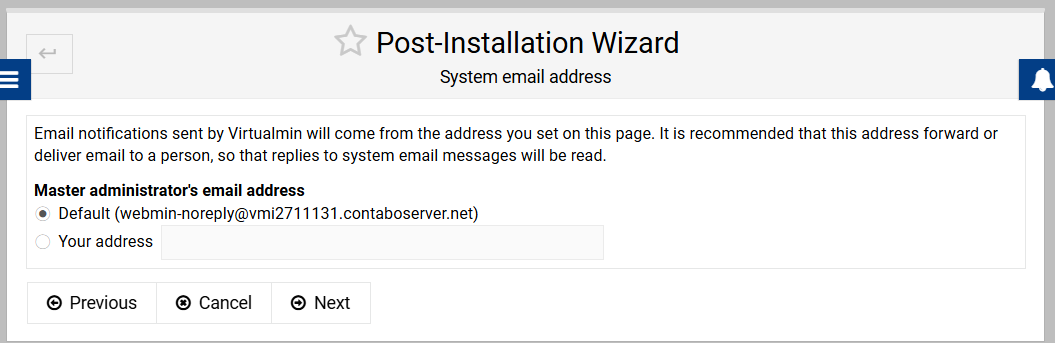 Post-Installation Wizard
System email address
Email notifications sent by Virtualmin will come from the address you set on this page. It is recommended that this address forward or
deliver email to a person, so that replies to system email messages will be read.
Master administrator's email address
Default (webmin-noreply@vmi2711131.contaboserver.net)
Your address
Previous Cancel Next